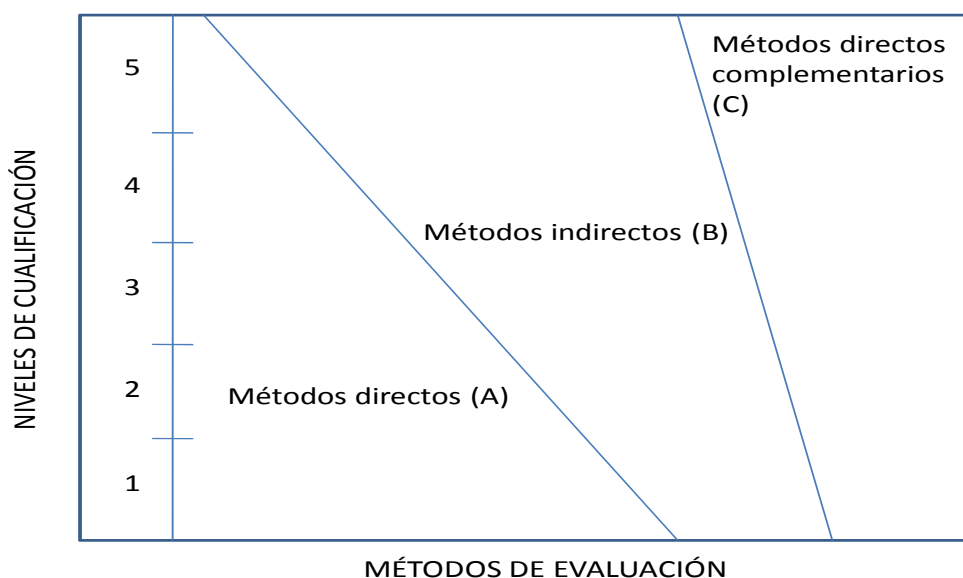 NIVELES DE CUALIFICACIÓN
5
4
3
2
1
Métodos directos
complementarios
(C)
Métodos indirectos (B)
Métodos directos (A)
MÉTODOS DE EVALUACIÓN